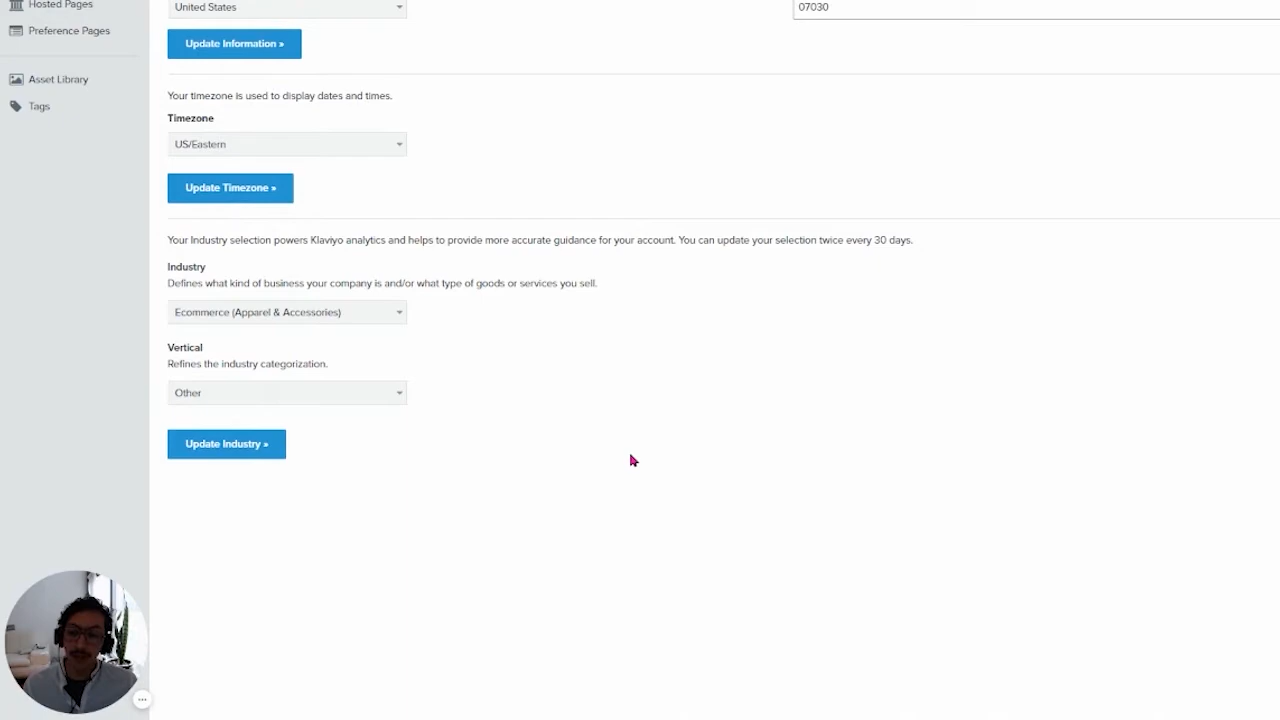 Hosted Pages
United States
07030
Preference Pages
Update Information »
Asset Library
Your timezone is used to display dates and times.
Tags
Timezone
US/Eastern
Update Timezone »
Your Industry selection powers Klaviyo analytics and helps to provide more accurate guidance for your account. You can update your selection twice every 30 days.
Industry
Defines what kind of business your company is and/or what type of goods or services you sell.
Ecommerce (Apparel & Accessories)
Vertical
Refines the industry categorization.
Other
Update Industry »